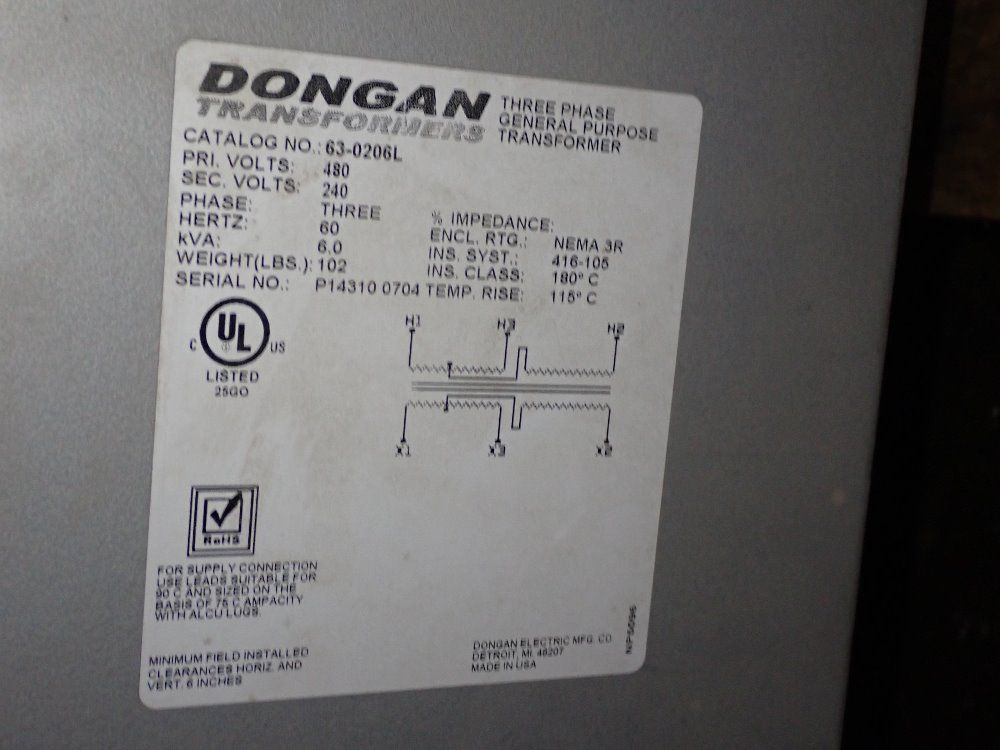 DONGAN
TRANSFORMERS
THREE PHASE
GENERAL PURPOSE
TRANSFORMER
CATALOG NO.: 63-0206L
PRI. VOLTS: 480
SEC. VOLTS: 240
PHASE: THREE
HERTZ: 60
kVA: 6.0
WEIGHT(LBS.): 102
SERIAL NO.: P14310 0704
% IMPEDANCE:
ENCL. RTG.: NEMA 3R
INS. SYST.: 416-105
INS. CLASS: 180° C
TEMP. RISE: 115° C
H1 H3 H2
X1 X3 X2
C UL US
LISTED
25GO
RoHS
FOR SUPPLY CONNECTION
USE LEADS SUITABLE FOR
90 C AND SIZED ON THE
BASIS OF 75 C AMPACITY
WITH ALCU LUGS.
MINIMUM FIELD INSTALLED
CLEARANCES HORIZ. AND
VERT. 6 INCHES
DONGAN ELECTRIC MFG. CO.
DETROIT, MI. 48207
MADE IN USA